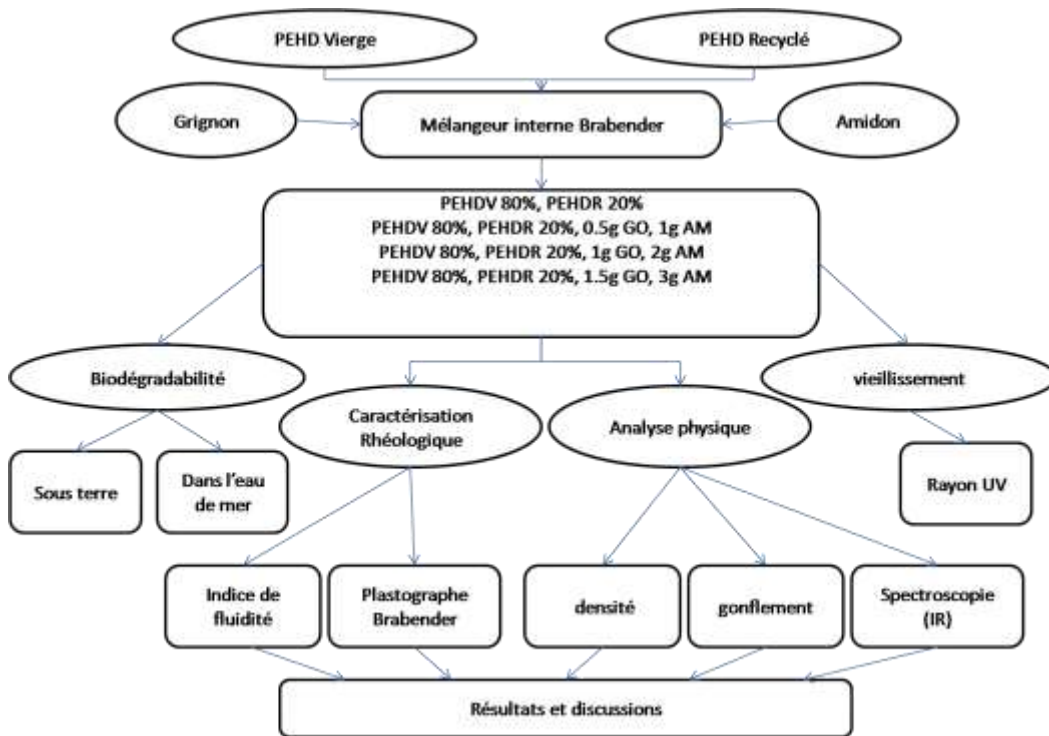 PEHD Vierge
PEHD Recyclé
Grignon
Mélangeur interne Brabender
Amidon
PEHDV 80%, PEHDR 20%
PEHDV 80%, PEHDR 20%, 0.5g GO, 1g AM
PEHDV 80%, PEHDR 20%, 1g GO, 2g AM
PEHDV 80%, PEHDR 20%, 1.5g GO, 3g AM
Biodégradabilité
Caractérisation
Rhéologique
Analyse physique
vieillissement
Sous terre
Dans l'eau
de mer
Rayon UV
Indice de
fluidité
Plastographe
Brabender
densité
gonflement
Spectroscopie
(IR)
Résultats et discussions